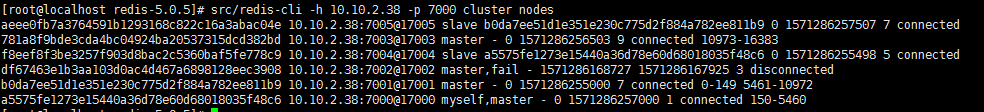 [root@localhost redis-5.0.5]# src/redis-cli -h 10.10.2.38 -p 7000 cluster nodes
aeee0fb7a3764591b1293168c822c16a3abac04e 10.10.2.38:7005@17005 slave b0da7ee51d1e351e230c775d2f884a782ee811b9 0 1571286257507 7 connected
781a8f9bde3cda4bc04924ba20537315dcd382bd 10.10.2.38:7003@17003 master - 0 1571286256503 9 connected 10973-16383
f8eef8f3be3257f903d8bac2c5360baf5fe778c9 10.10.2.38:7004@17004 slave a5575fe1273e15440a36d78e60d68018035f48c6 0 1571286255498 5 connected
df67463e1b3aa103d0ac4d467a6898128eec3908 10.10.2.38:7002@17002 master,fail - 1571286168727 1571286167925 3 disconnected
b0da7ee51d1e351e230c775d2f884a782ee811b9 10.10.2.38:7001@17001 master - 0 1571286255000 7 connected 0-149 5461-10972
a5575fe1273e15440a36d78e60d68018035f48c6 10.10.2.38:7000@17000 myself,master - 0 1571286257000 1 connected 150-5460